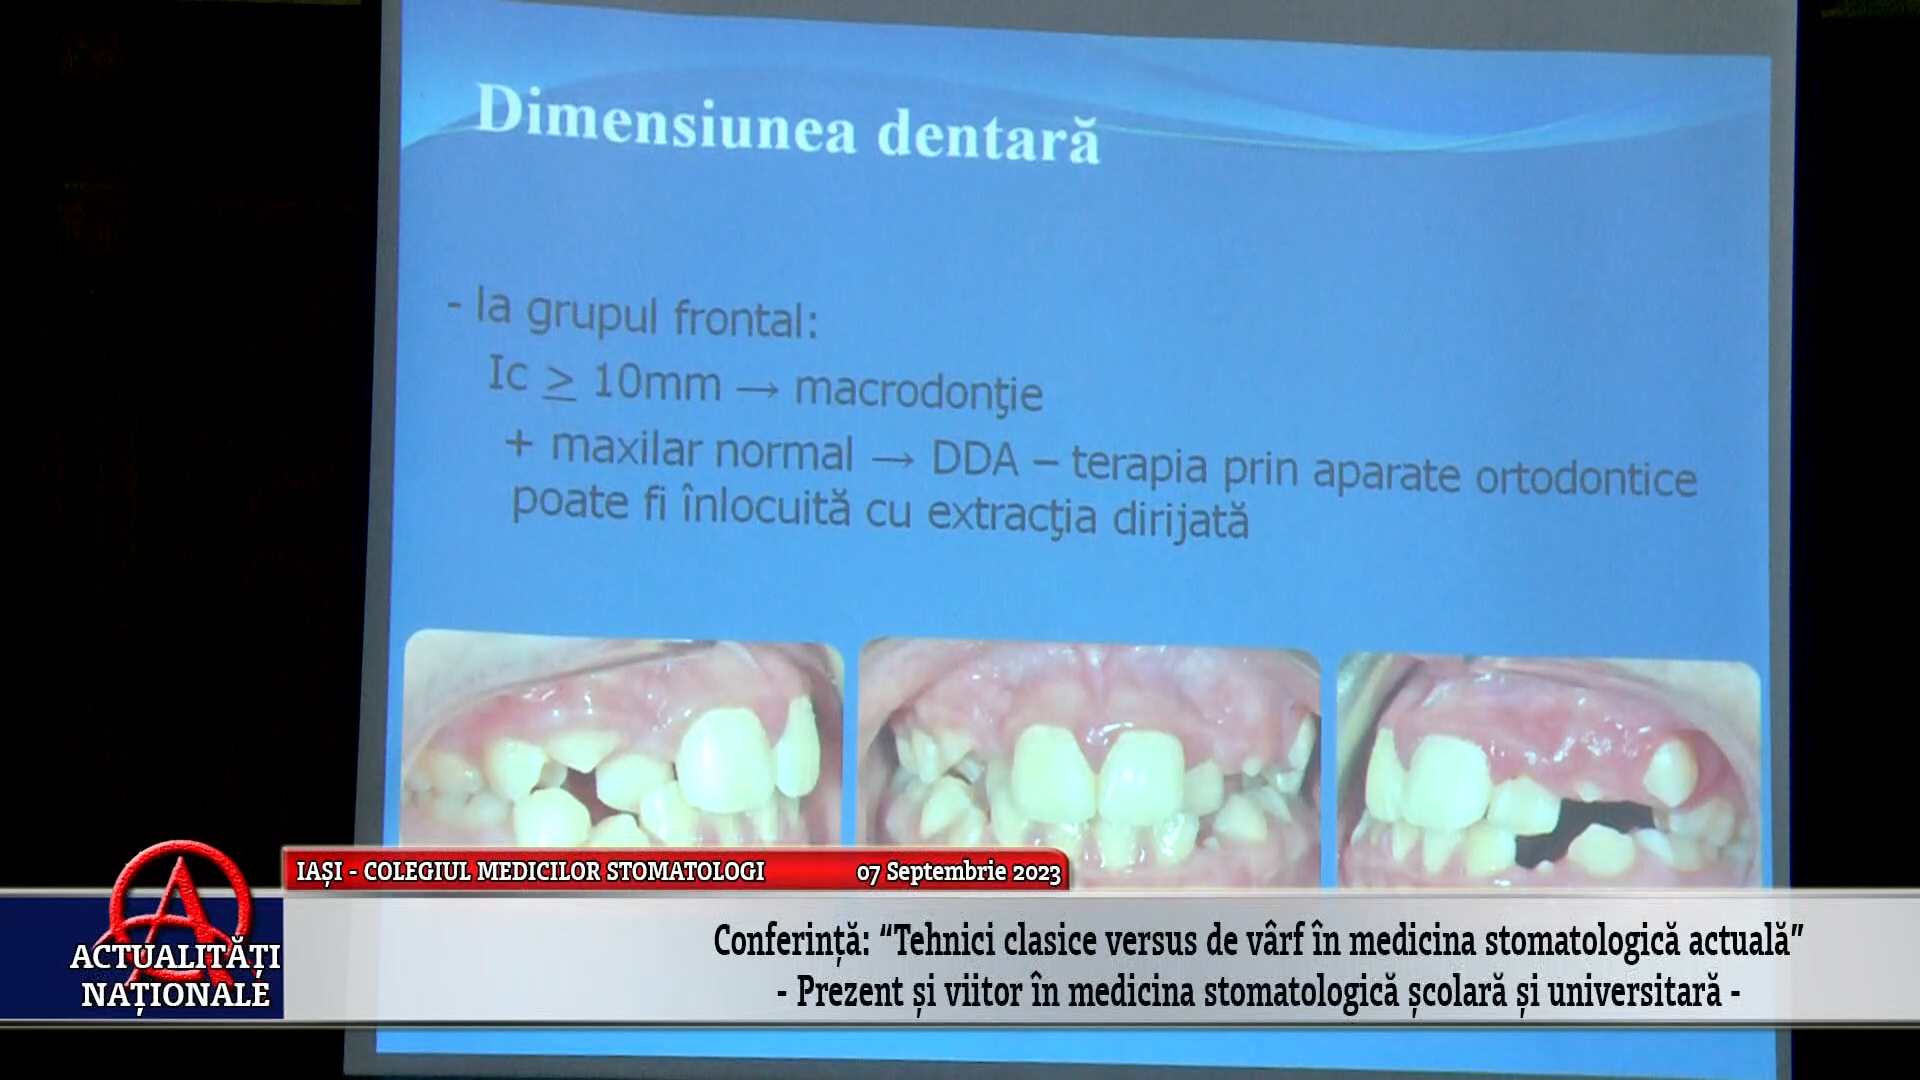 Dimensiunea dentară
- la grupul frontal:
Ic ≥ 10mm → macrodonţie
+ maxilar normal → DDA – terapia prin aparate ortodontice
poate fi înlocuită cu extracţia dirijată
IAȘI - COLEGIUL MEDICILOR STOMATOLOGI 07 Septembrie 2023
ACTUALITĂȚI
NAȚIONALE
Conferință: “Tehnici clasice versus de vârf în medicina stomatologică actuală”
- Prezent și viitor în medicina stomatologică școlară și universitară -